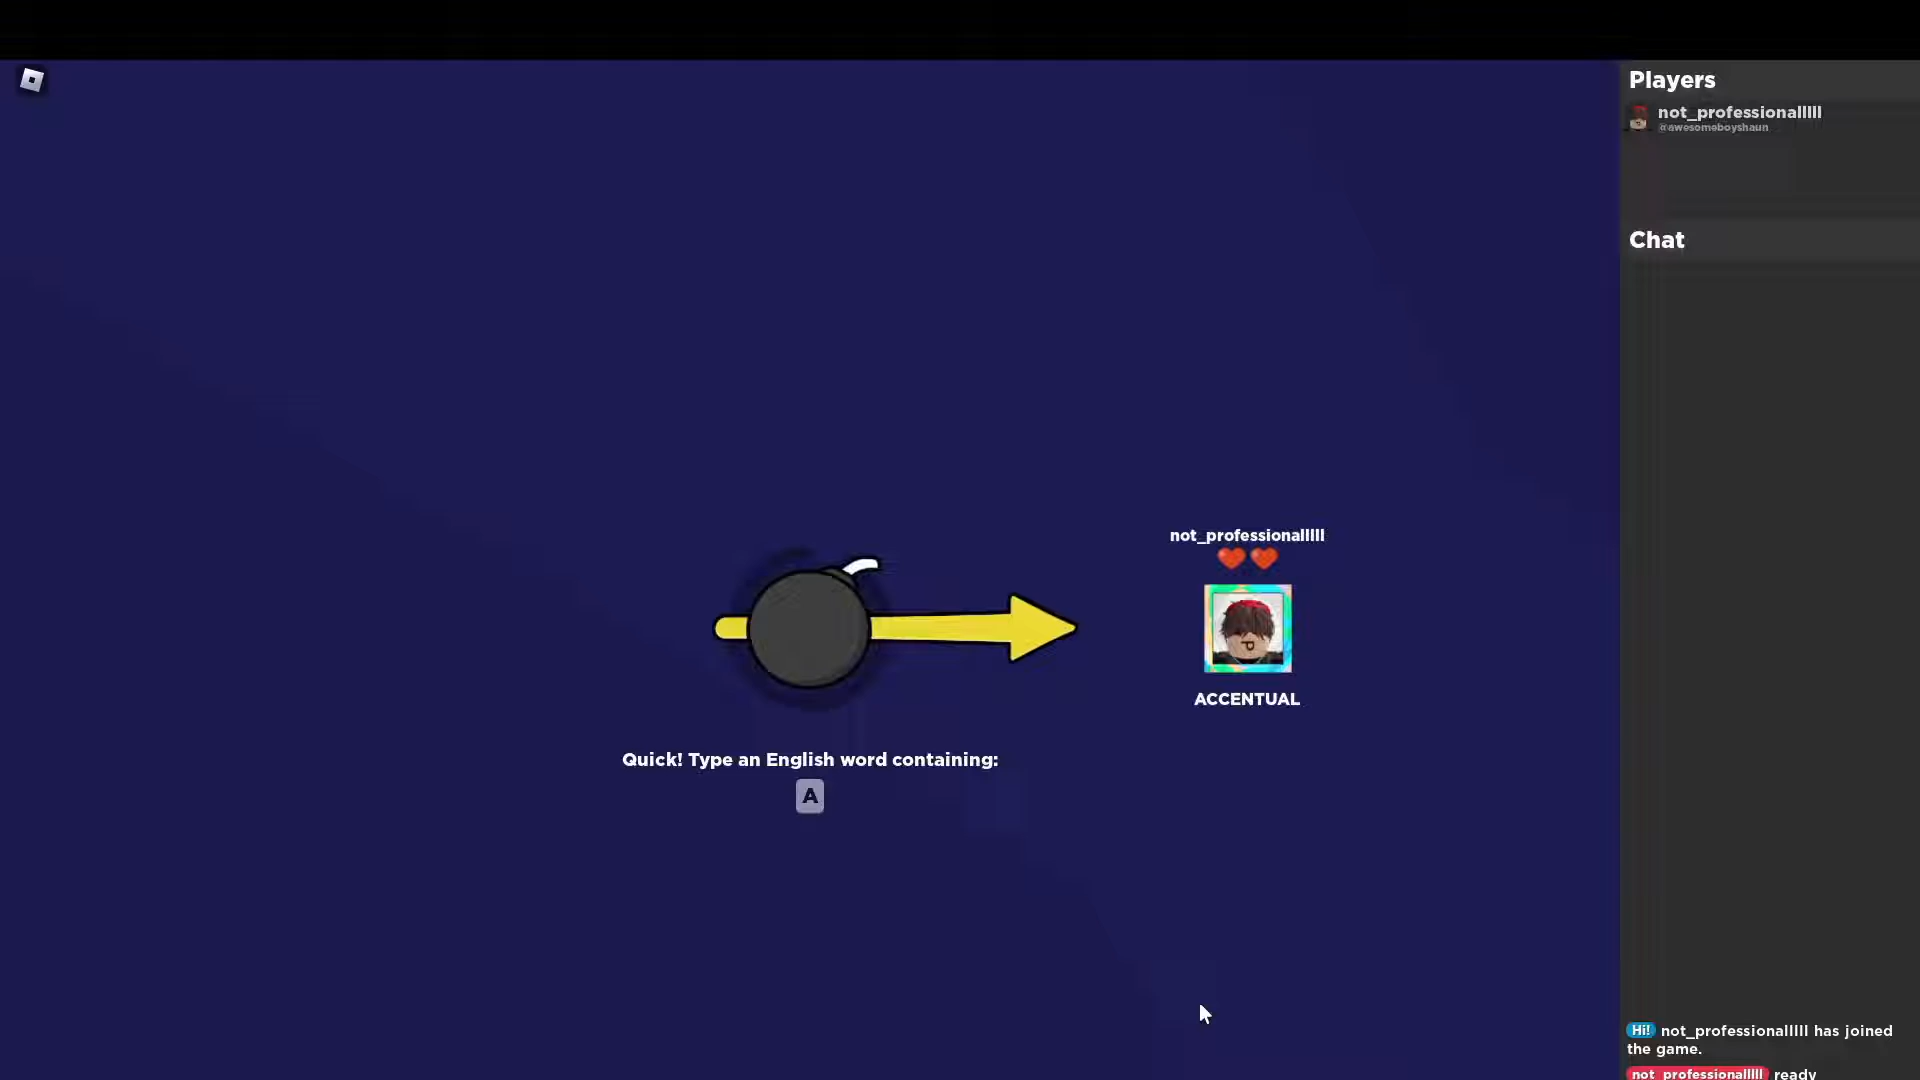 Players
not_professionalllll
@awesomeboyshaun
Chat
not_professionalllll
ACCENTUAL
Quick! Type an English word containing:
A
Hi! not_professionalllll has joined
the game.
not_professionalllll ready